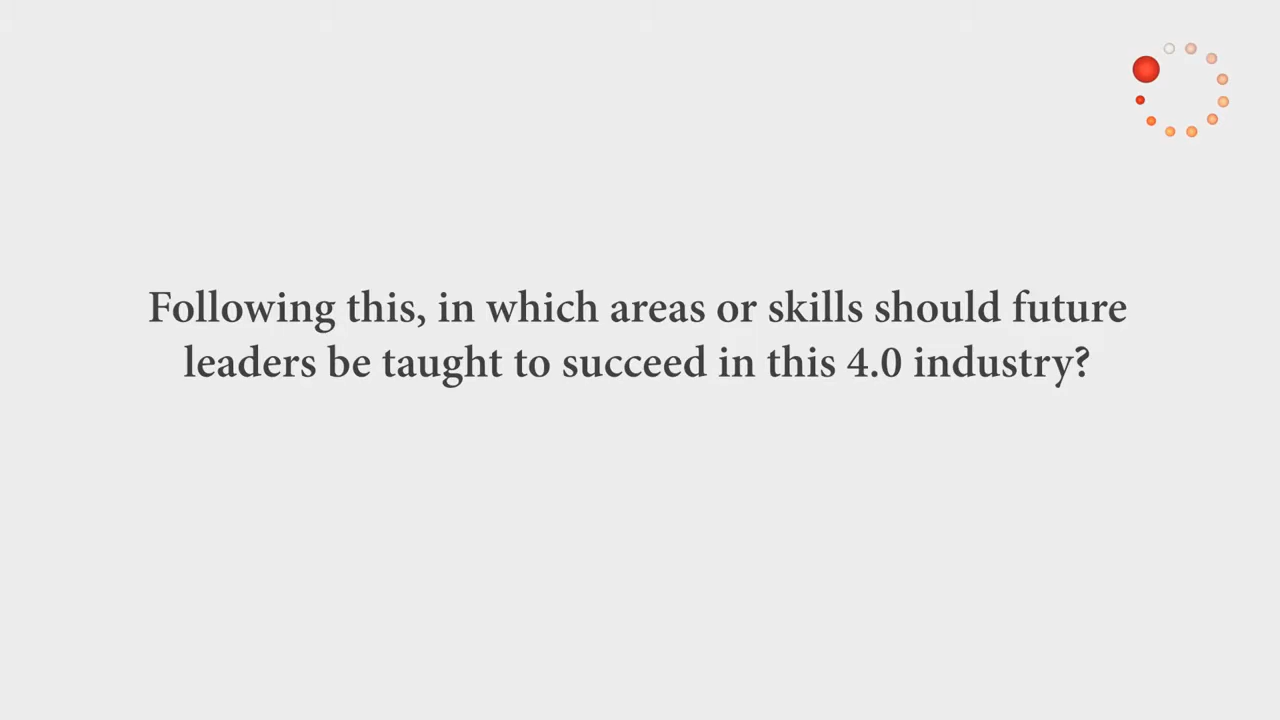 Following this, in which areas or skills should future
leaders be taught to succeed in this 4.0 industry?